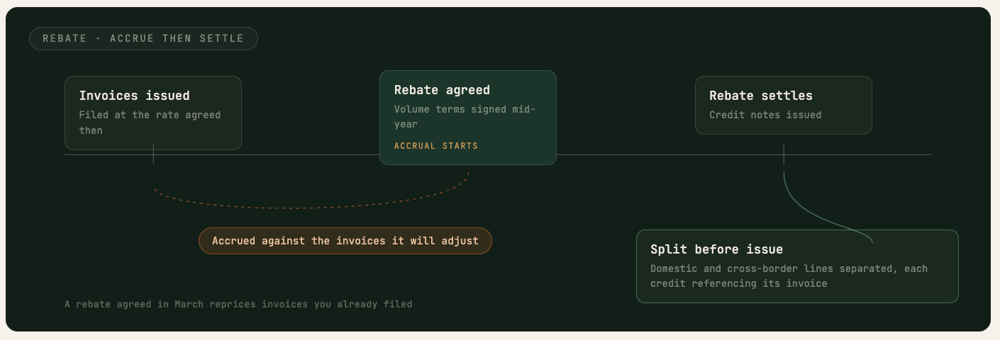 REBATE · ACCRUE THEN SETTLE
Invoices issued
Filed at the rate agreed
then
Rebate agreed
Volume terms signed mid-
year
ACCRUAL STARTS
Rebate settles
Credit notes issued
Accrued against the invoices it will adjust
Split before issue
Domestic and cross-border lines separated, each
credit referencing its invoice
A rebate agreed in March reprices invoices you already filed